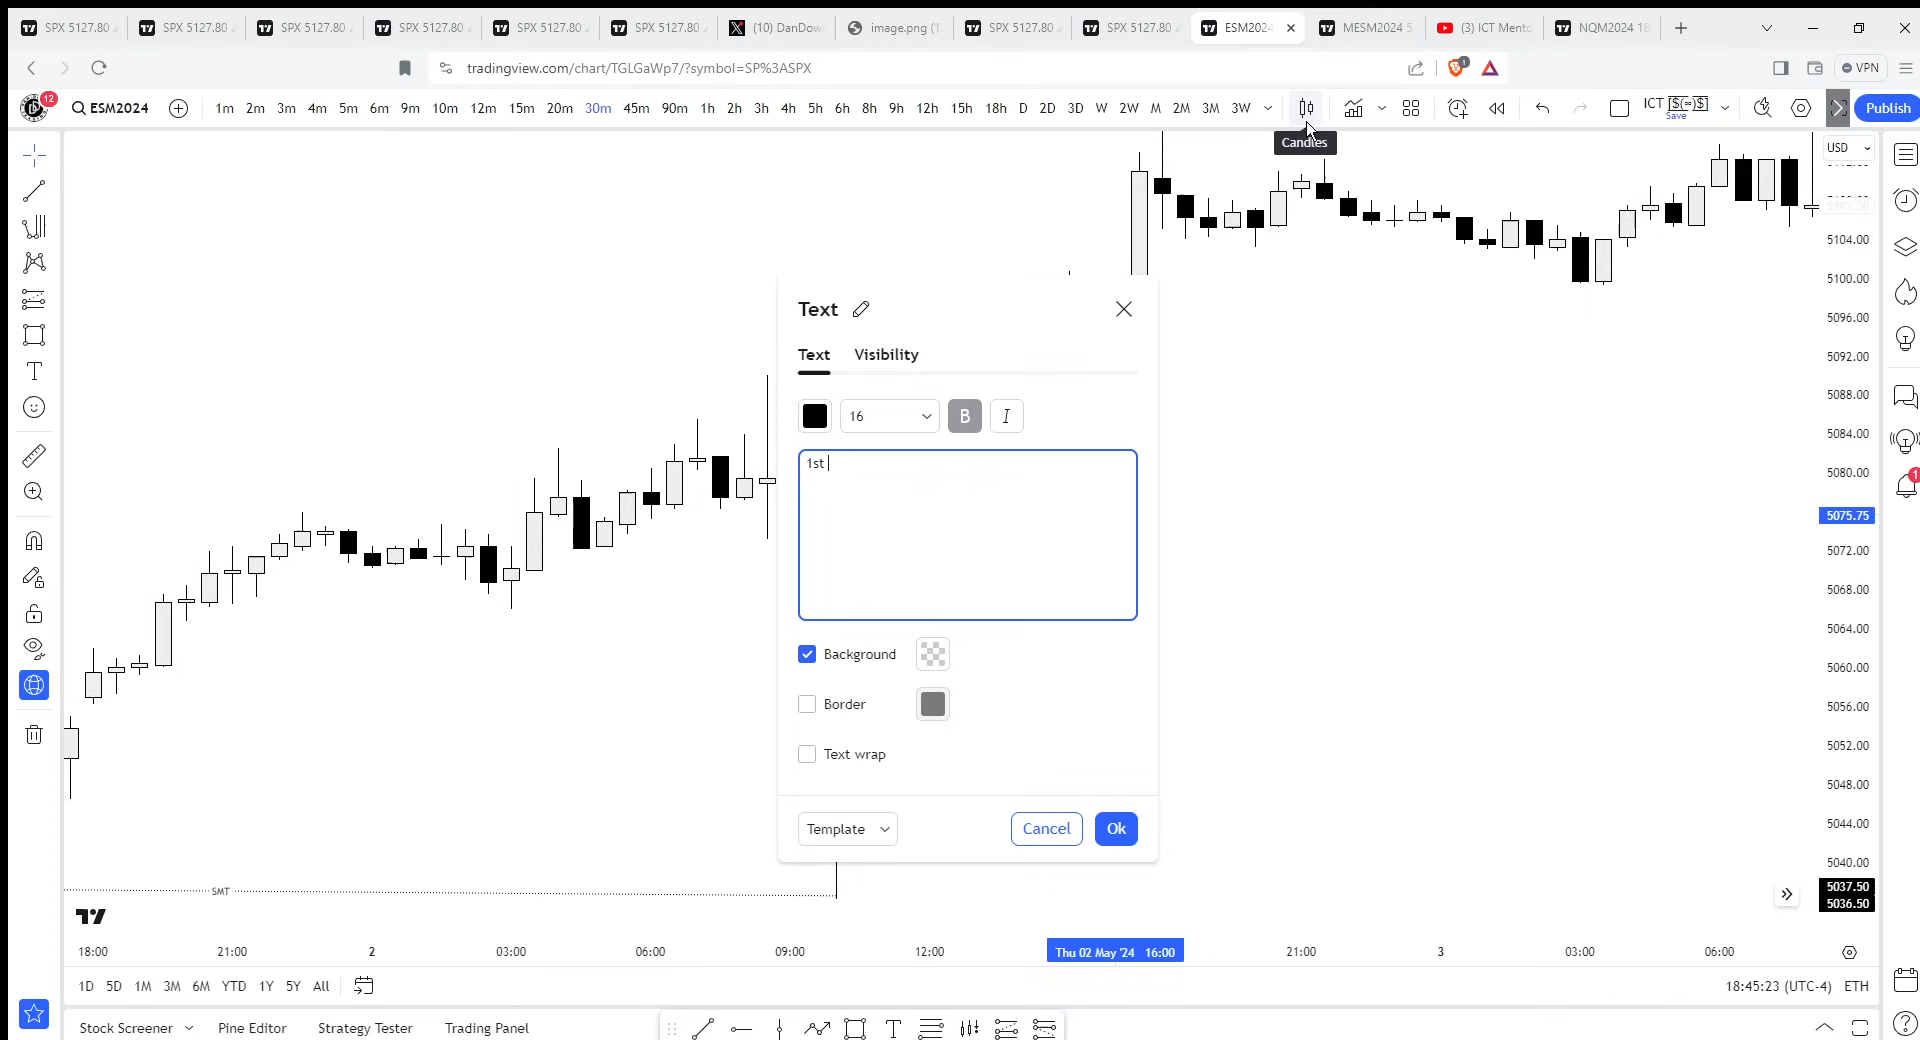 SPX 5127.80
SPX 5127.80
SPX 5127.80
SPX 5127.80
SPX 5127.80
SPX 5127.80
(10) DanDow
image.png (1
SPX 5127.80
SPX 5127.80
ESM2024
MESM2024 5
(3) ICT Mento
NQM2024 18
tradingview.com/chart/TGLGaWp7/?symbol=SP%3ASPX
1
VPN
12
ESM2024
1m 2m 3m 4m 5m 6m 9m 10m 12m 15m 20m 30m 45m 90m 1h 2h 3h 4h 5h 6h 8h 9h 12h 15h 18h D 2D 3D W 2W M 2M 3M 3W
ICT [$(∞)$]
Save
Publish
Candles
USD
5104.00
5100.00
5096.00
5092.00
5088.00
5084.00
5080.00
5075.75
5072.00
5068.00
5064.00
5060.00
5056.00
5052.00
5048.00
5044.00
5040.00
5037.50
5036.50
1
Text
Text Visibility
16 B I
1st
Background
Border
Text wrap
Template
Cancel
Ok
SMT
18:00 21:00 2 03:00 06:00 09:00 12:00 Thu 02 May '24 16:00 21:00 3 03:00 06:00
1D 5D 1M 3M 6M YTD 1Y 5Y All
18:45:23 (UTC-4) ETH
Stock Screener Pine Editor Strategy Tester Trading Panel